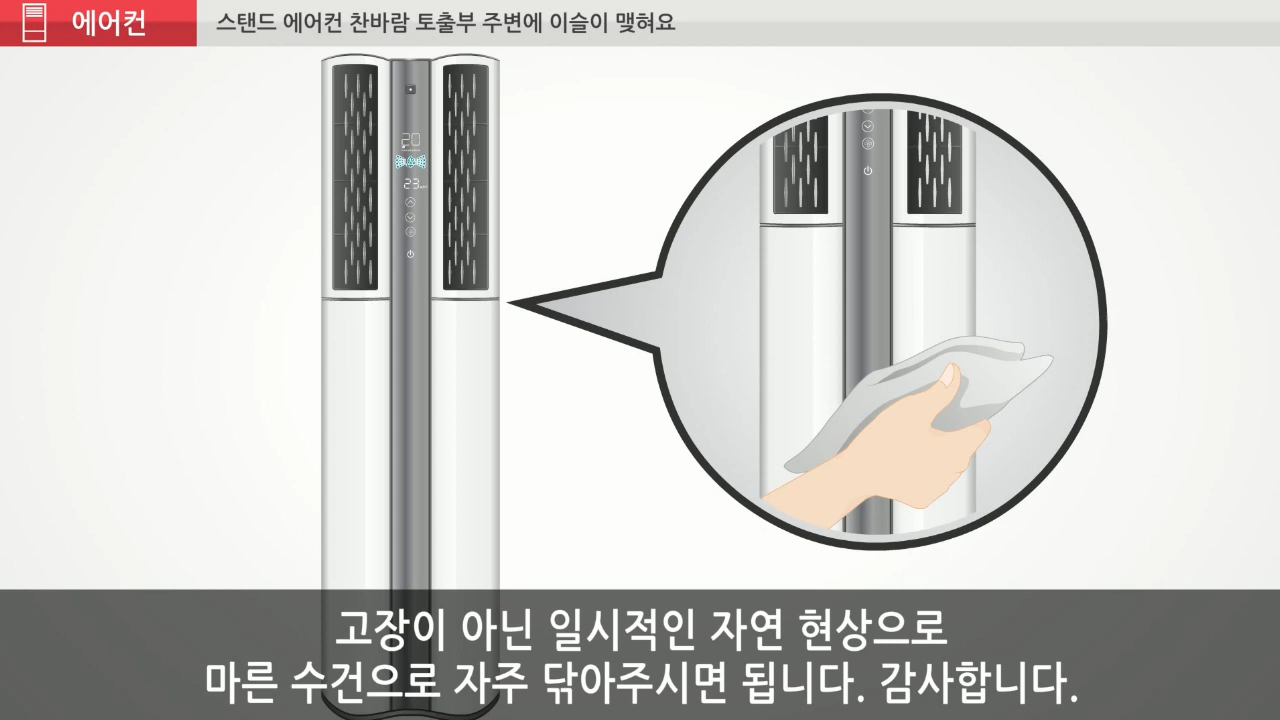 에어컨
스탠드 에어컨 찬바람 토출부 주변에 이슬이 맺혀요
20
23
고장이 아닌 일시적인 자연 현상으로
마른 수건으로 자주 닦아주시면 됩니다. 감사합니다.